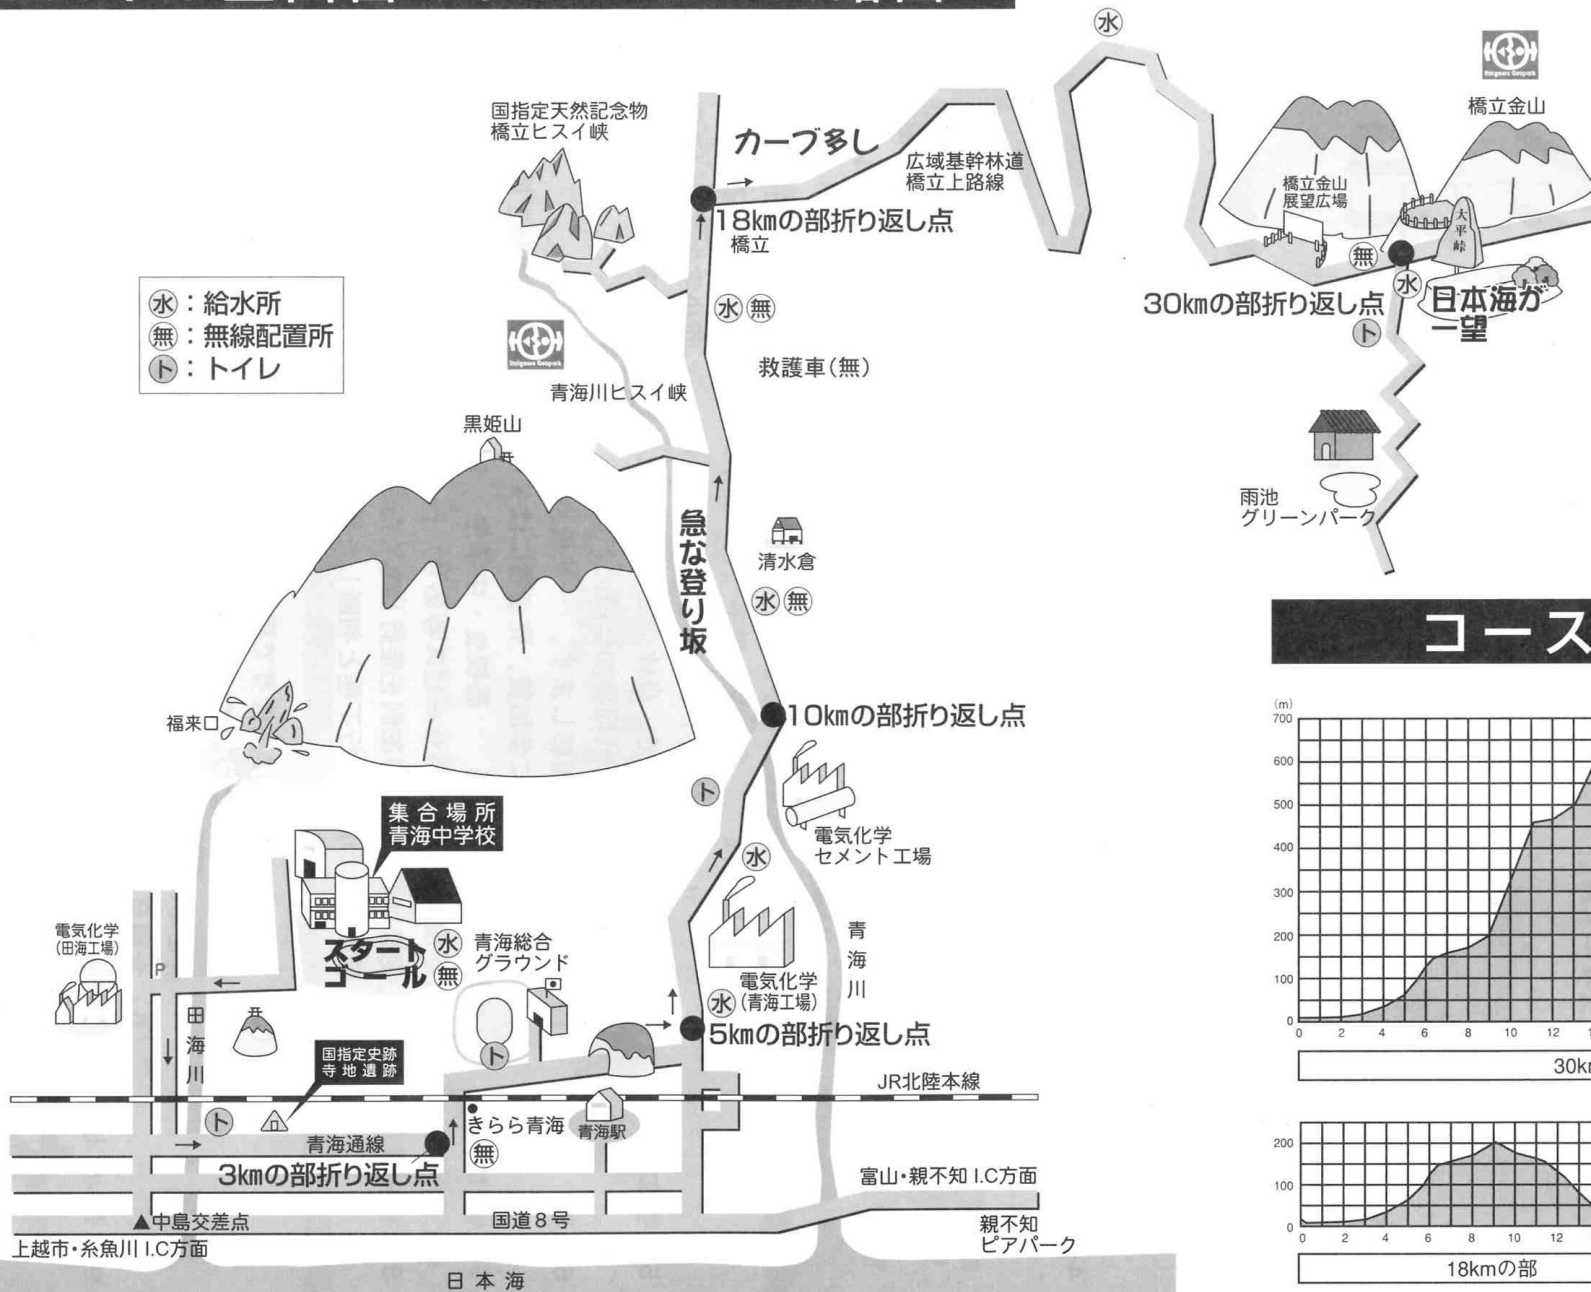 水
Itoigawa Geopark
橋立金山
国指定天然記念物
橋立ヒスイ峡
カーブ多し
広域基幹林道
橋立上路線
橋立金山
展望広場
大平峠
18kmの部折り返し点
橋立
無
30kmの部折り返し点
水
日本海が
一望
ト
水：給水所
無：無線配置所
ト：トイレ
水 無
Itoigawa Geopark
救護車（無）
青海川ヒスイ峡
黒姫山
雨池
グリーンパーク
急な登り坂
清水倉
水 無
コース
福来口
10kmの部折り返し点
ト
集合場所
青海中学校
電気化学
セメント工場
水
電気化学
（田海工場）
P
スタート
ゴール
水
無
青海総合
グラウンド
青海川
電気化学
（青海工場）
水
田海川
5kmの部折り返し点
国指定史跡
寺地遺跡
ト
JR北陸本線
ト
きらら青海
青海駅
青海通線
無
3kmの部折り返し点
富山・親不知 I.C方面
▲中島交差点
国道8号
親不知
ピアパーク
上越市・糸魚川 I.C方面
日本海
(m)
700
600
500
400
300
200
100
0
0 2 4 6 8 10 12
30k
200
100
0
0 2 4 6 8 10 12
18kmの部